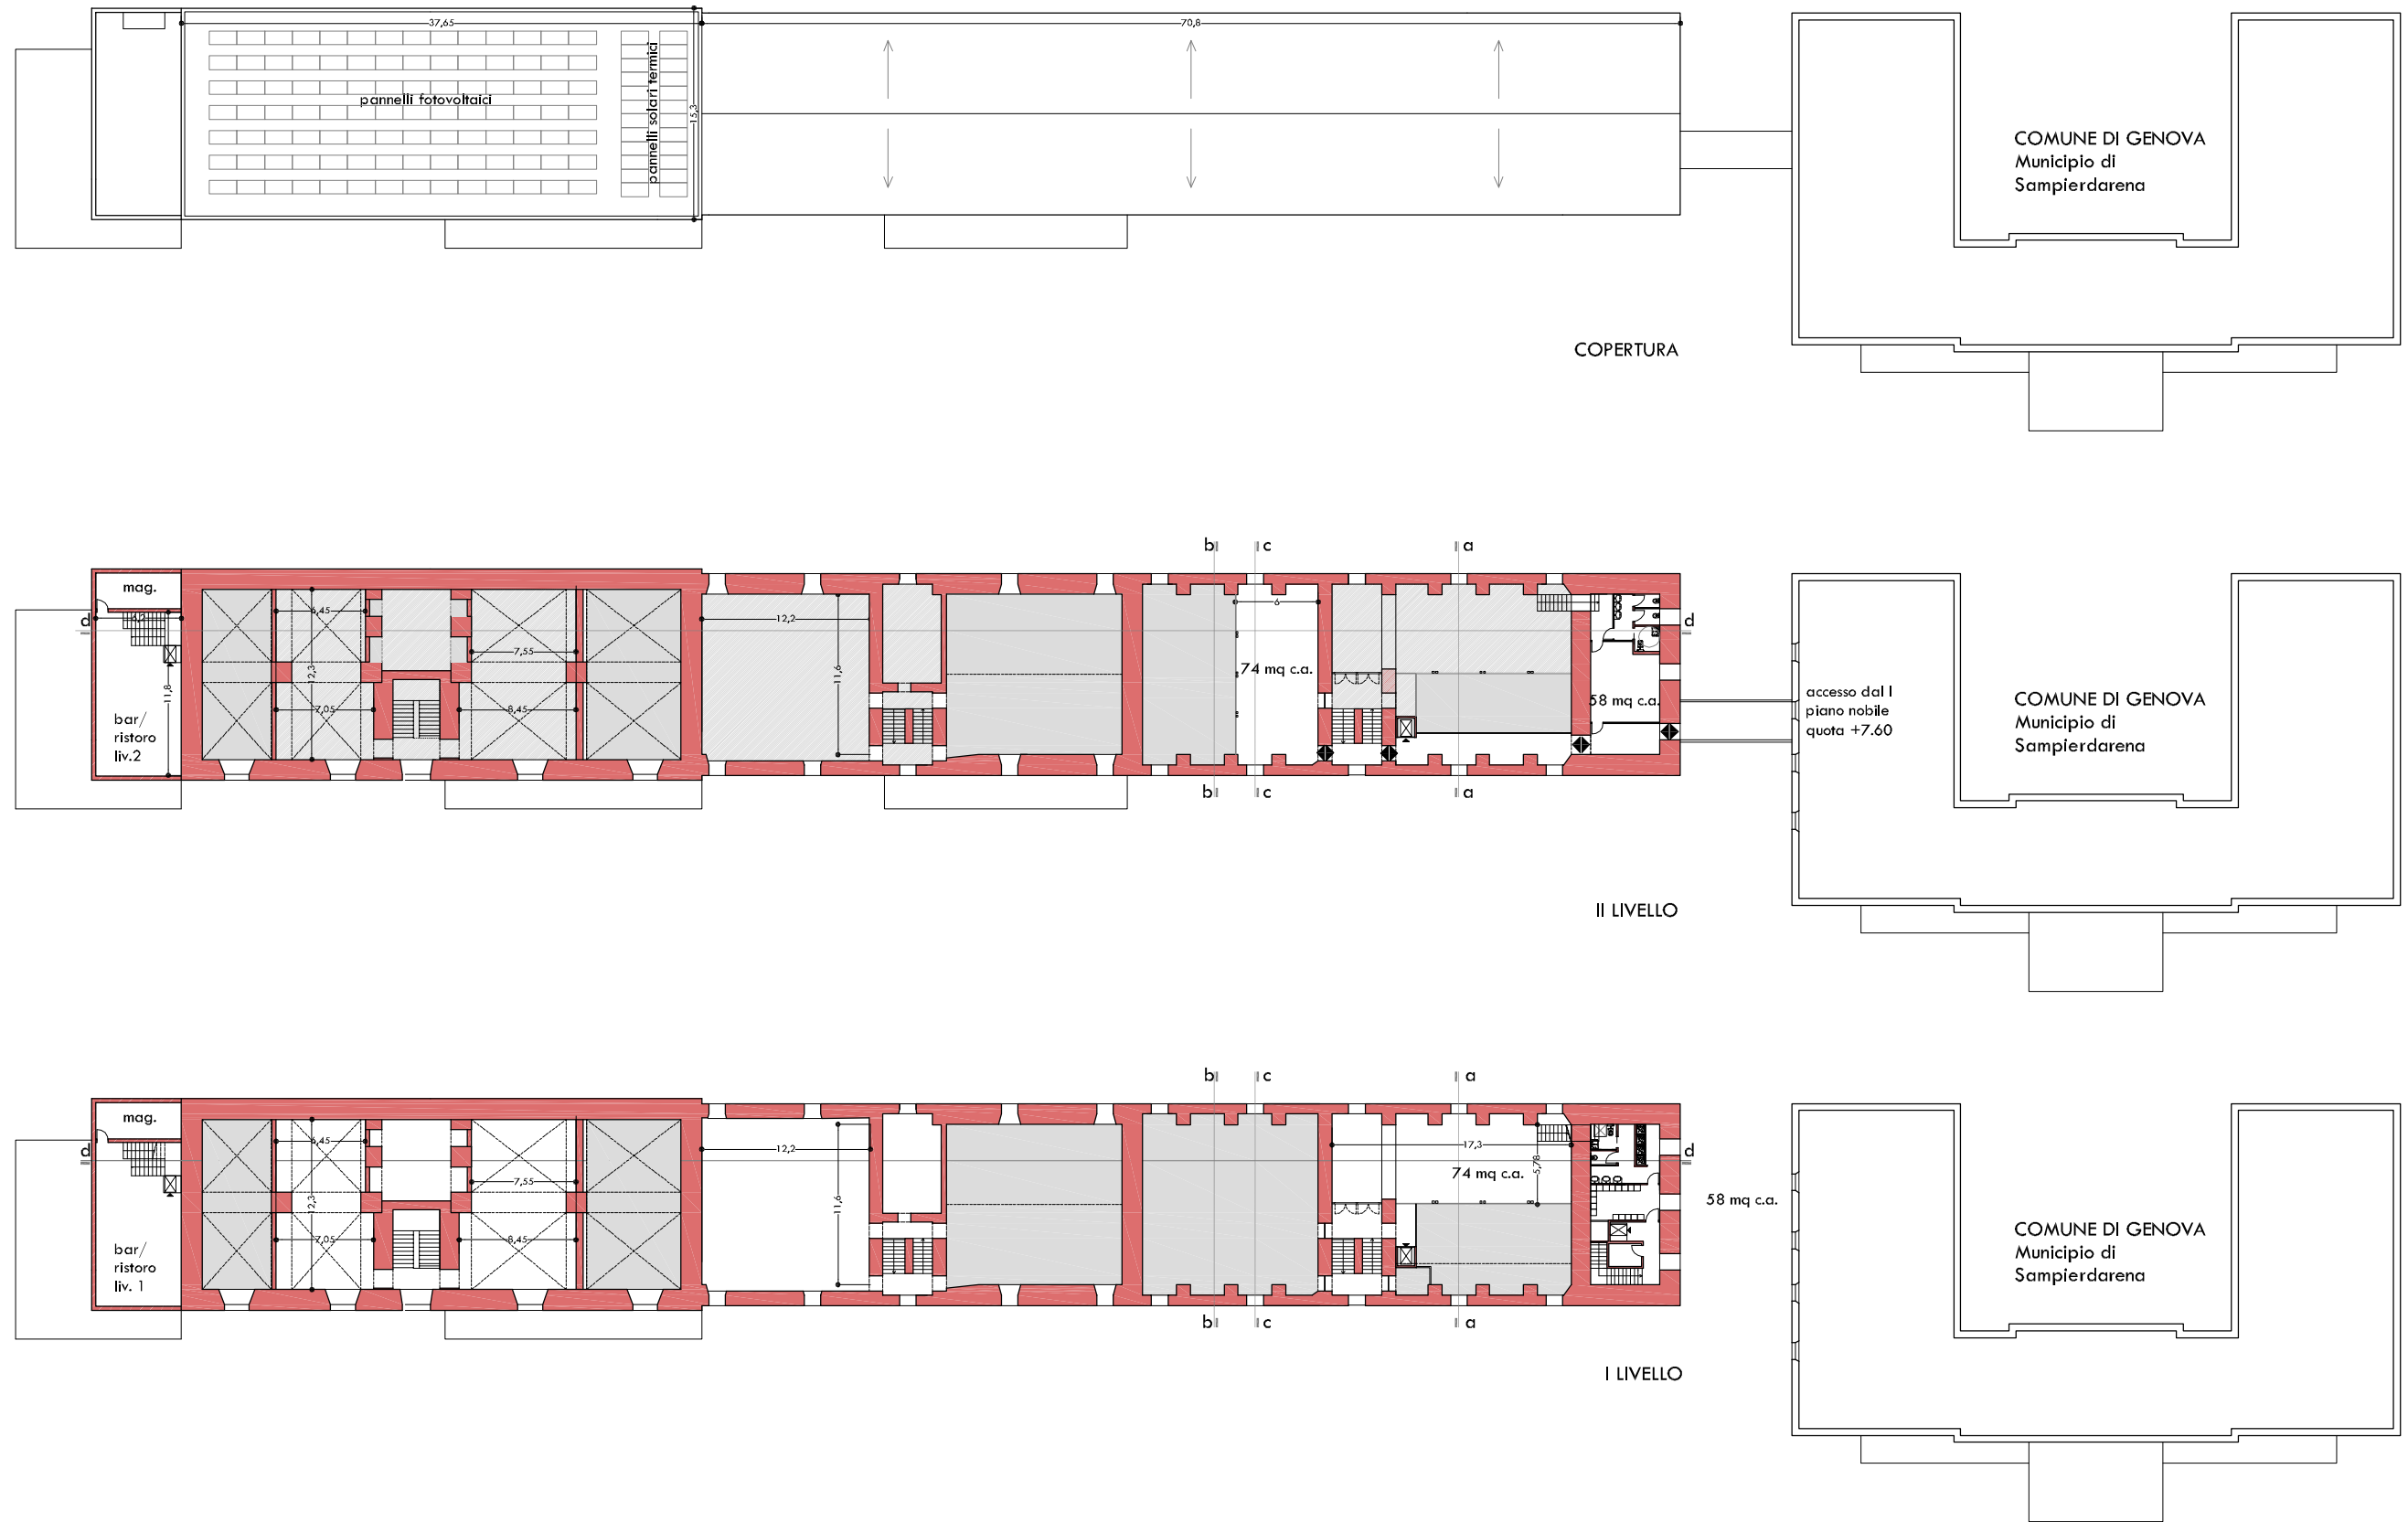 37,65
70,8
pannelli fotovoltaici
pannelli solari termici
15,3
COMUNE DI GENOVA
Municipio di
Sampierdarena
COPERTURA
b
c
a
mag.
d
6,2
11,8
bar/
ristoro
liv.2
6,45
12,3
7,05
7,55
8,45
12,2
11,6
6
74 mq c.a.
58 mq c.a.
d
accesso dal I
piano nobile
quota +7.60
COMUNE DI GENOVA
Municipio di
Sampierdarena
b
c
a
II LIVELLO
b
c
a
mag.
d
bar/
ristoro
liv. 1
6,45
12,3
7,05
7,55
8,45
12,2
11,6
17,3
5,78
74 mq c.a.
d
58 mq c.a.
COMUNE DI GENOVA
Municipio di
Sampierdarena
b
c
a
I LIVELLO